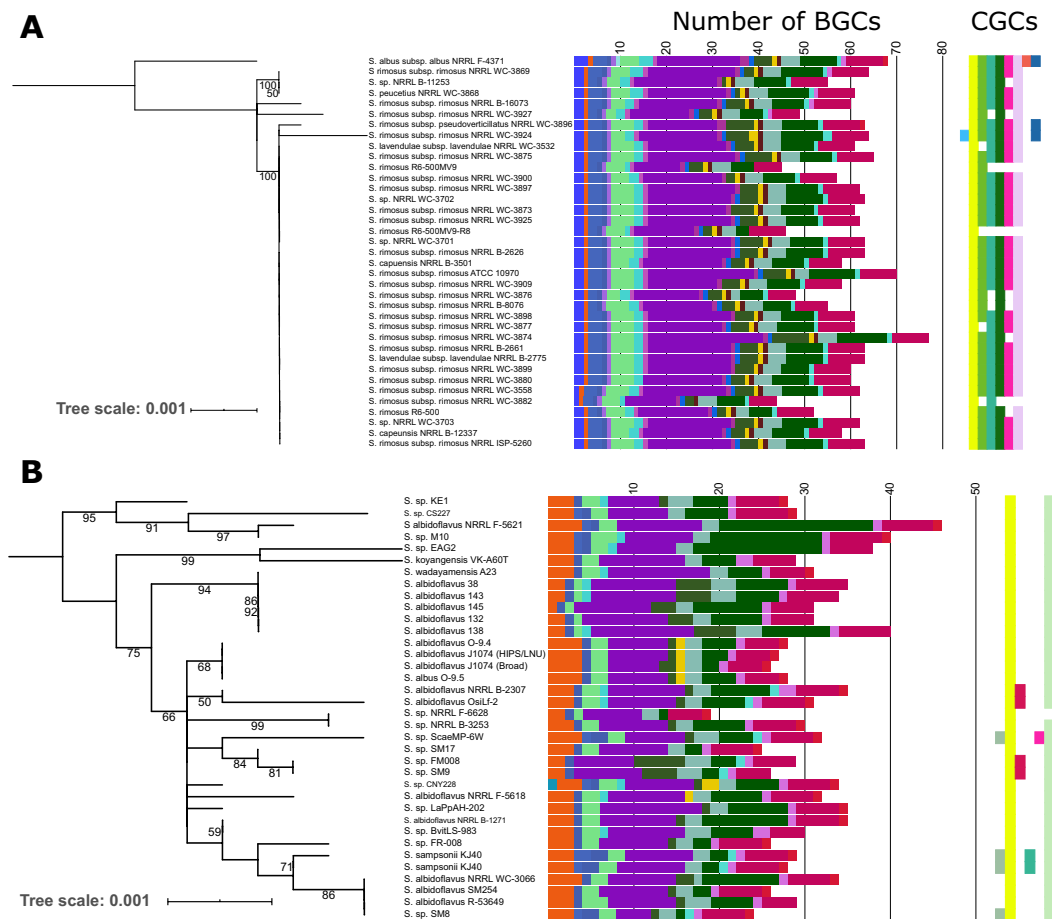 A
Number of BGCs
CGCs
10
20
30
40
50
60
70
80
S. albus subsp. albus NRRL F-4371
S rimosus subsp. rimosus NRRL WC-3869
100
S. sp. NRRL B-11253
50
S. peucetius NRRL WC-3868
S. rimosus subsp. rimosus NRRL B-16073
S. rimosus subsp. rimosus NRRL WC-3927
S. rimosus subsp. pseudoverticillatus NRRL WC-3896
S. rimosus subsp. rimosus NRRL WC-3924
S. lavendulae subsp. lavendulae NRRL WC-3532
S. rimosus subsp. rimosus NRRL WC-3875
S. rimosus R6-500MV9
100
S. rimosus subsp. rimosus NRRL WC-3900
S. rimosus subsp. rimosus NRRL WC-3897
S. sp. NRRL WC-3702
S. rimosus subsp. rimosus NRRL WC-3873
S. rimosus subsp. rimosus NRRL WC-3925
S. rimosus R6-500MV9-R8
S. sp. NRRL WC-3701
S. rimosus subsp. rimosus NRRL B-2626
S. capuensis NRRL B-3501
S. rimosus subsp. rimosus ATCC 10970
S. rimosus subsp. rimosus NRRL WC-3909
S. rimosus subsp. rimosus NRRL WC-3876
S. rimosus subsp. rimosus NRRL B-8076
S. rimosus subsp. rimosus NRRL WC-3898
S. rimosus subsp. rimosus NRRL WC-3877
S. rimosus subsp. rimosus NRRL WC-3874
S. rimosus subsp. rimosus NRRL B-2661
S. lavendulae subsp. lavendulae NRRL B-2775
S. rimosus subsp. rimosus NRRL WC-3899
S. rimosus subsp. rimosus NRRL WC-3880
S. rimosus subsp. rimosus NRRL WC-3558
S. rimosus subsp. rimosus NRRL WC-3882
Tree scale: 0.001
S. rimosus R6-500
S. sp. NRRL WC-3703
S. capeunsis NRRL B-12337
S. rimosus subsp. rimosus NRRL ISP-5260
B
10
20
30
40
50
S. sp. KE1
95
S. sp. CS227
91
S albidoflavus NRRL F-5621
97
S. sp. M10
S. sp. EAG2
99
S. koyangensis VK-A60T
S. wadayamensis A23
94
S. albidoflavus 38
86
S. albidoflavus 143
92
S. albidoflavus 145
S. albidoflavus 132
S. albidoflavus 138
75
S. albidoflavus O-9.4
S. albidoflavus J1074 (HIPS/LNU)
68
S. albidoflavus J1074 (Broad)
S. albus O-9.5
S. albidoflavus NRRL B-2307
50
S. albidoflavus OsiLf-2
66
S. sp. NRRL F-6628
99
S. sp. NRRL B-3253
S. sp. ScaeMP-6W
S. sp. SM17
84
S. sp. FM008
81
S. sp. SM9
S. sp. CNY228
S. albidoflavus NRRL F-5618
S. sp. LaPpAH-202
S. albidoflavus NRRL B-1271
59
S. sp. BvitLS-983
S. sp. FR-008
S. sampsonii KJ40
71
S. sampsonii KJ40
S. albidoflavus NRRL WC-3066
86
S. albidoflavus SM254
Tree scale: 0.001
S. albidoflavus R-53649
S. sp. SM8